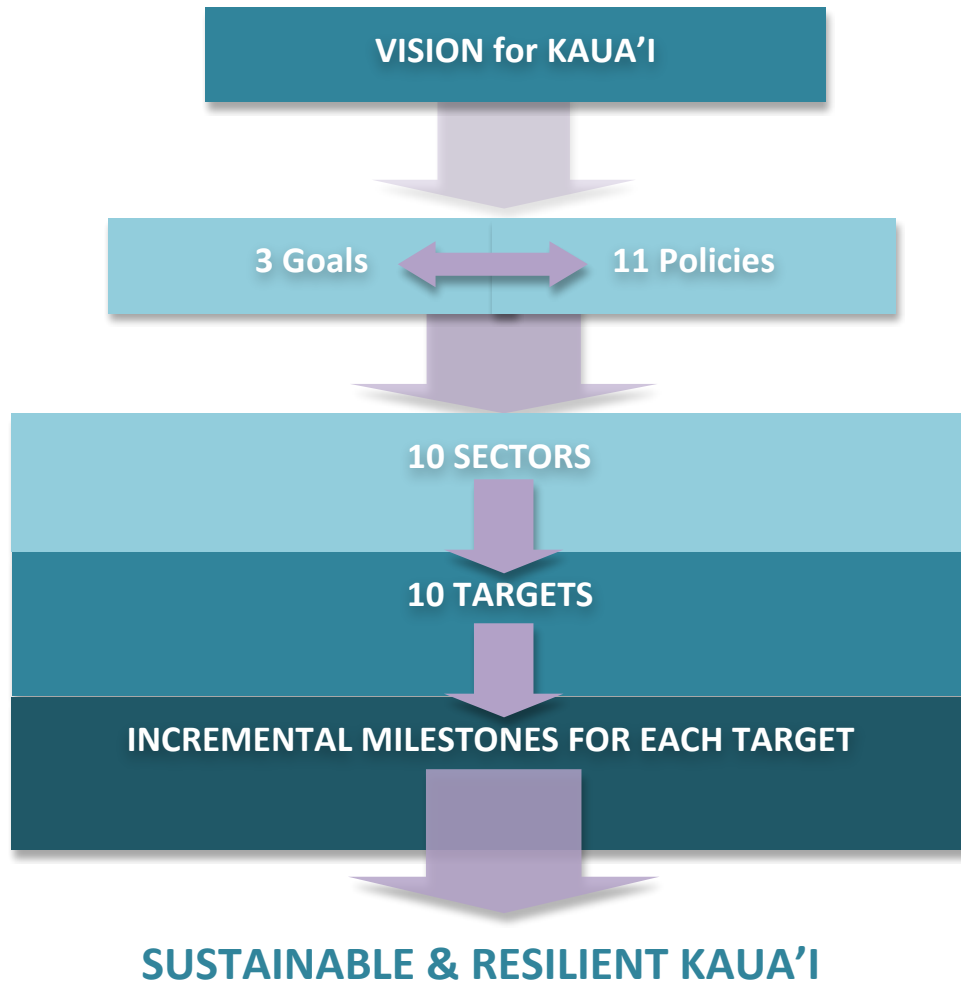 VISION for KAUA’I
3 Goals 11 Policies
10 SECTORS
10 TARGETS
INCREMENTAL MILESTONES FOR EACH TARGET
SUSTAINABLE & RESILIENT KAUA’I